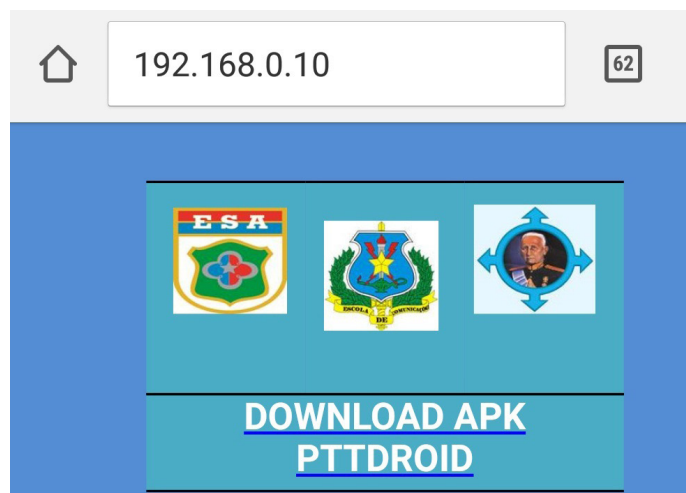 192.168.0.10
62
ESA
ESCOLA
DE
COMUNICAÇÕES
DOWNLOAD APK
PTTDROID